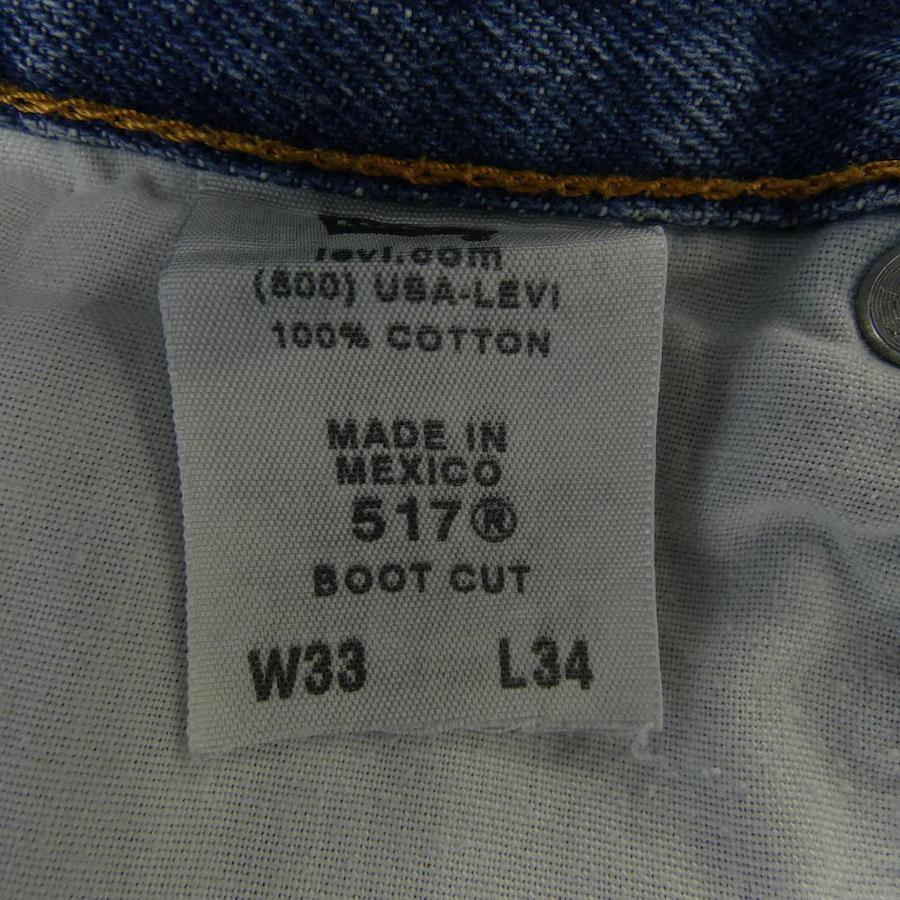 levi.com
(800) USA-LEVI
100% COTTON
MADE IN
MEXICO
517®
BOOT CUT
W33 L34